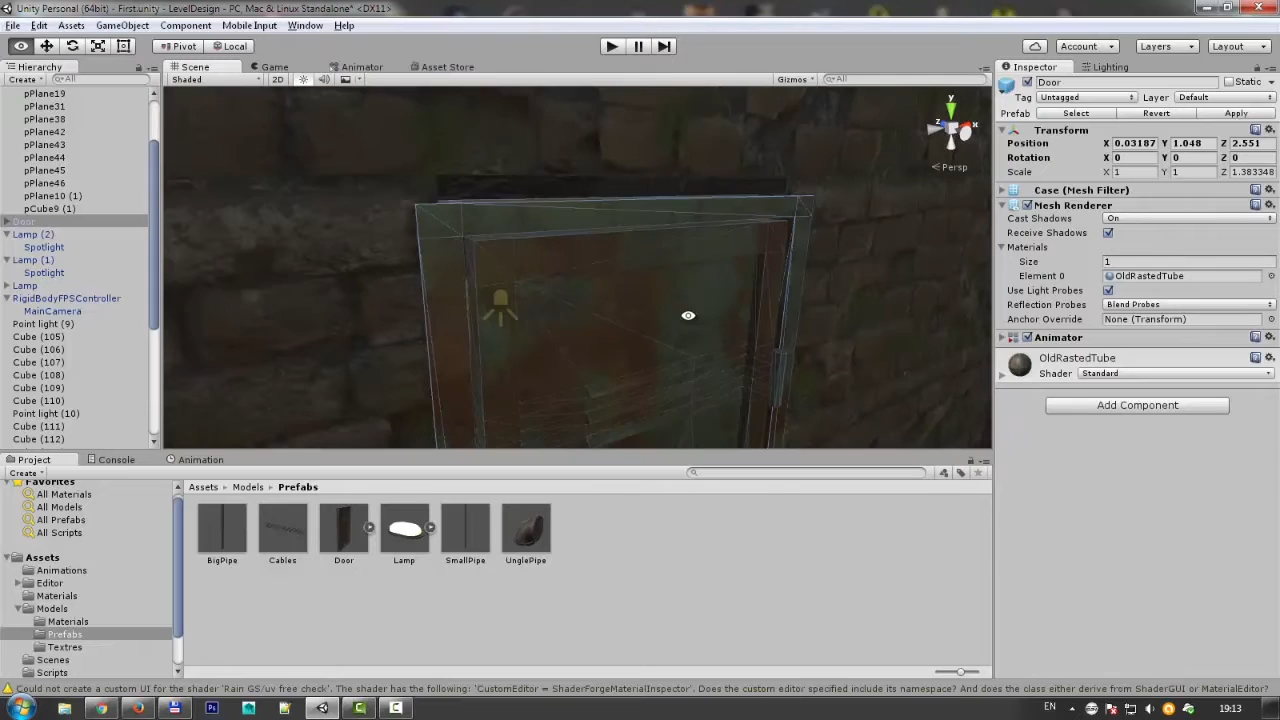 Unity Personal (64bit) - First.unity - LevelDesign - PC, Mac & Linux Standalone* <DX11>
File Edit Assets GameObject Component Mobile Input Window Help
Pivot Local Account Layers Layout
Hierarchy Scene Game Animator Asset Store Inspector Lighting
Create All Shaded 2D Gizmos All Door Static
pPlane19
pPlane31
pPlane38
pPlane42
pPlane43
pPlane44
pPlane45
pPlane46
pPlane10 (1)
pCube9 (1)
Door
Lamp (2)
Spotlight
Lamp (1)
Spotlight
Lamp
RigidBodyFPSController
MainCamera
Point light (9)
Cube (105)
Cube (106)
Cube (107)
Cube (108)
Cube (109)
Cube (110)
Point light (10)
Cube (111)
Cube (112)
y
z x
Persp
Tag Untagged Layer Default
Prefab Select Revert Apply
Transform
Position X 0.03187 Y 1.048 Z 2.551
Rotation X 0 Y 0 Z 0
Scale X 1 Y 1 Z 1.383348
Case (Mesh Filter)
Mesh Renderer
Cast Shadows On
Receive Shadows
Materials
Size 1
Element 0 OldRastedTube
Use Light Probes
Reflection Probes Blend Probes
Anchor Override None (Transform)
Animator
OldRastedTube
Shader Standard
Add Component
Project Console Animation
Create
Favorites
All Materials
All Models
All Prefabs
All Scripts
Assets
Animations
Editor
Materials
Models
Materials
Prefabs
Textres
Scenes
Scripts
Assets Models Prefabs
BigPipe Cables Door Lamp SmallPipe UnglePipe
Could not create a custom UI for the shader 'Rain GS/uv free check'. The shader has the following: 'CustomEditor = ShaderForgeMaterialInspector'. Does the custom editor specified include its namespace? And does the class either derive from ShaderGUI or MaterialEditor?
EN 19:13